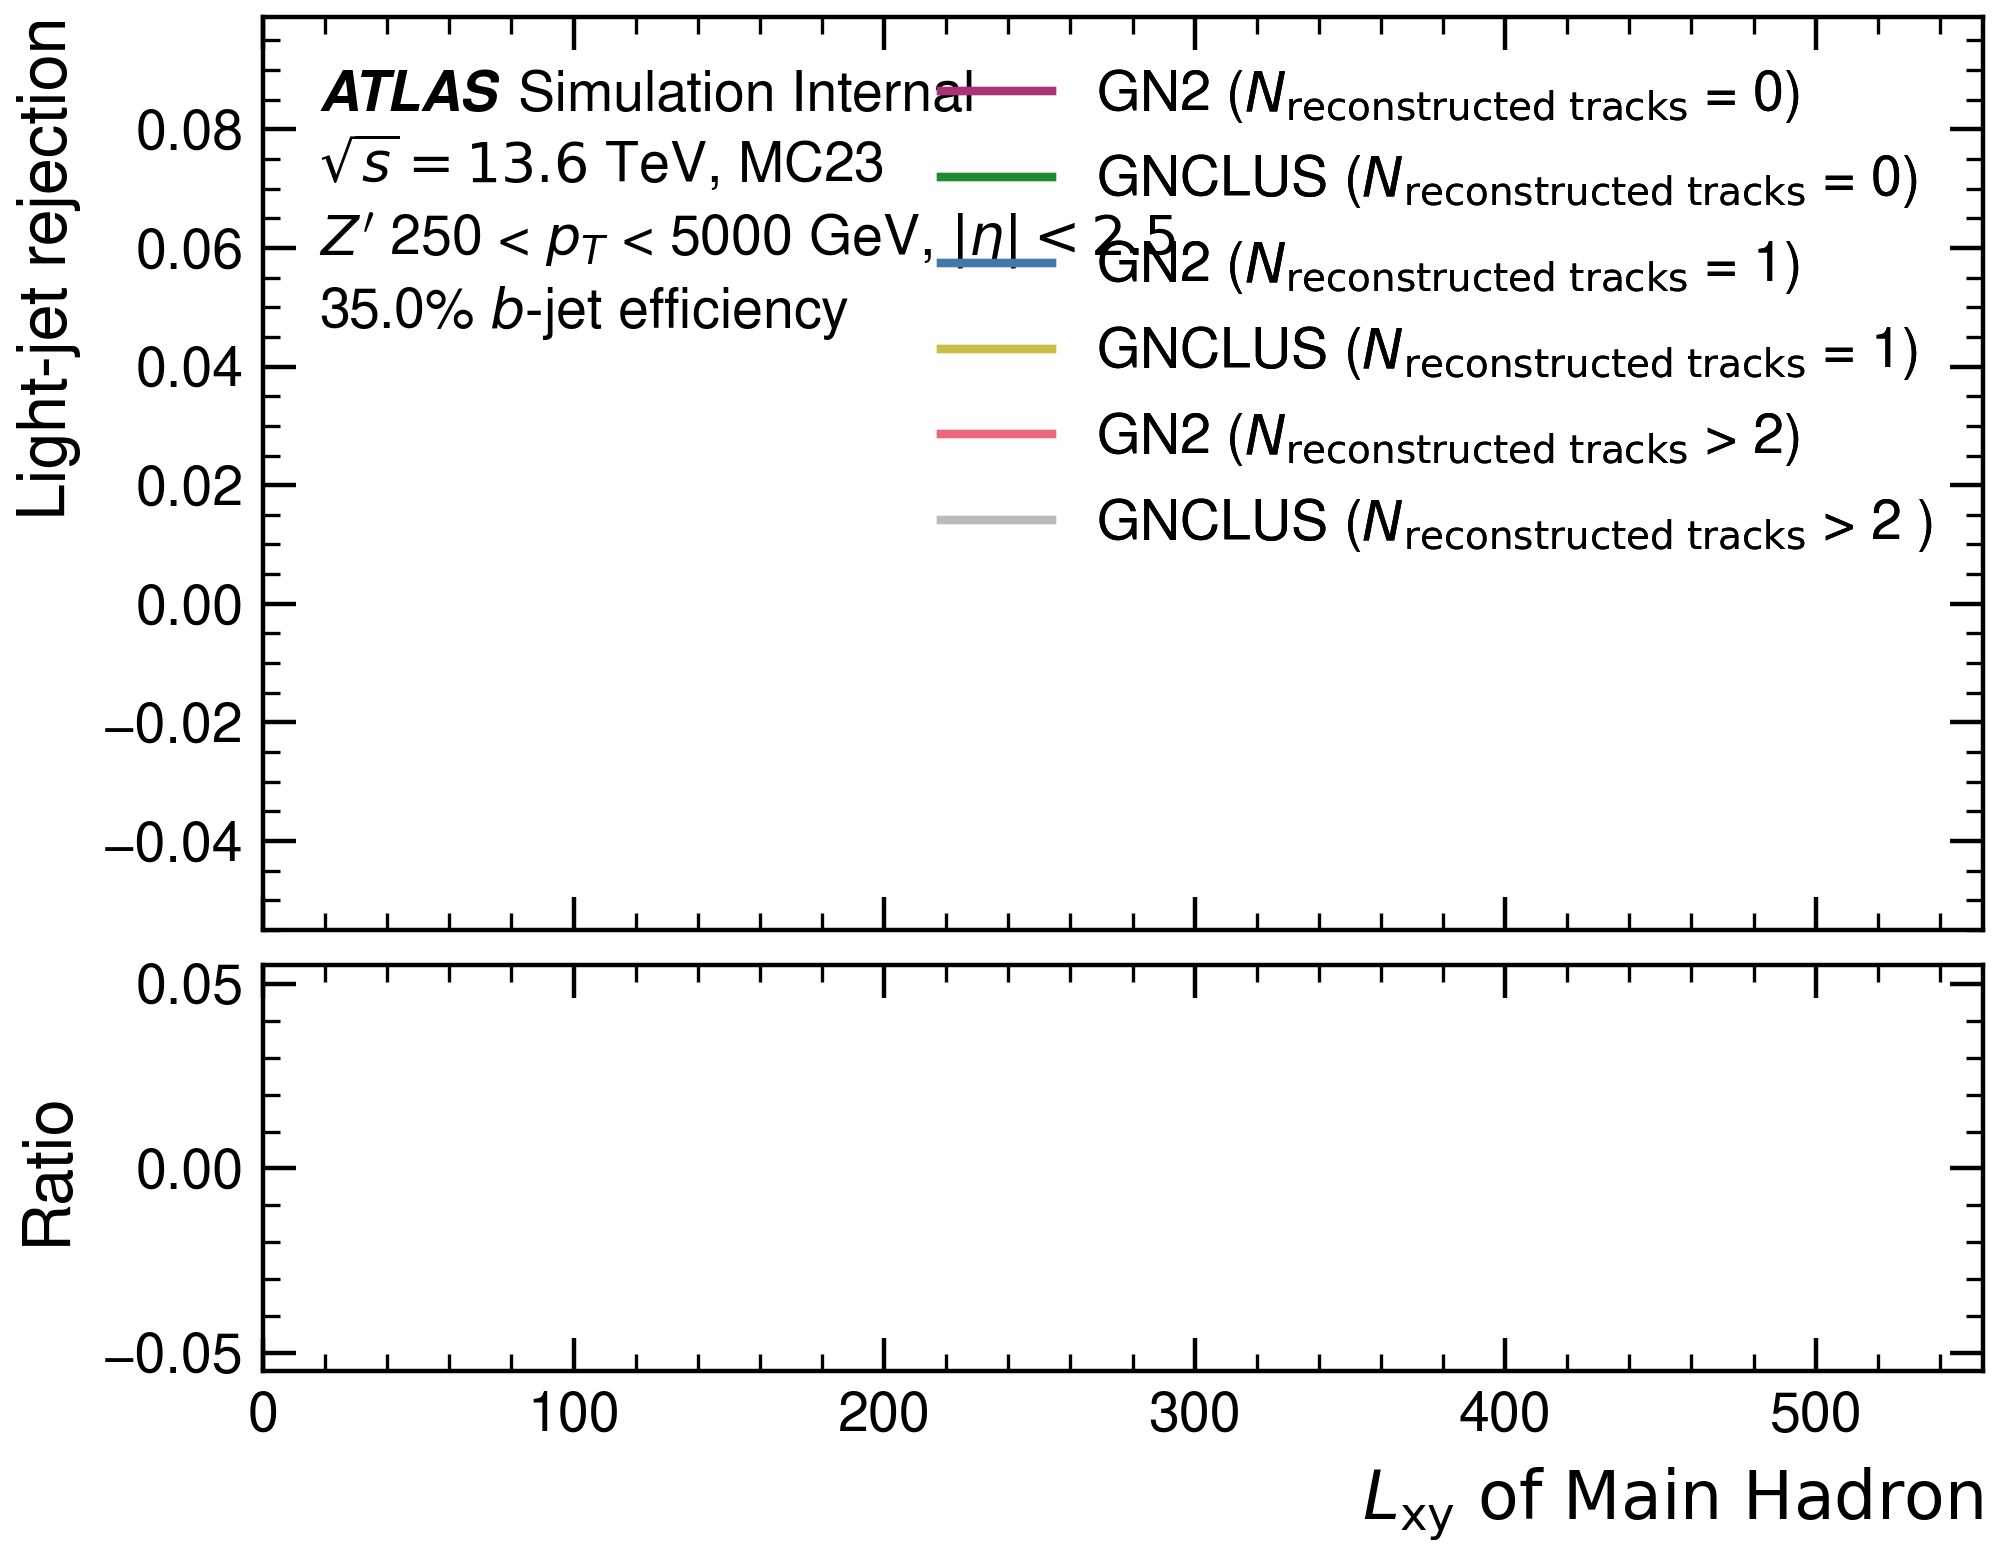 Light-jet rejection
0.08
0.06
0.04
0.02
0.00
−0.02
−0.04
ATLAS Simulation Internal
√s = 13.6 TeV, MC23
Z′ 250 < p_T < 5000 GeV, |η| < 2.5
35.0% b-jet efficiency
GN2 (N_reconstructed tracks = 0)
GNCLUS (N_reconstructed tracks = 0)
GN2 (N_reconstructed tracks = 1)
GNCLUS (N_reconstructed tracks = 1)
GN2 (N_reconstructed tracks > 2)
GNCLUS (N_reconstructed tracks > 2 )
Ratio
0.05
0.00
−0.05
0 100 200 300 400 500
L_xy of Main Hadron